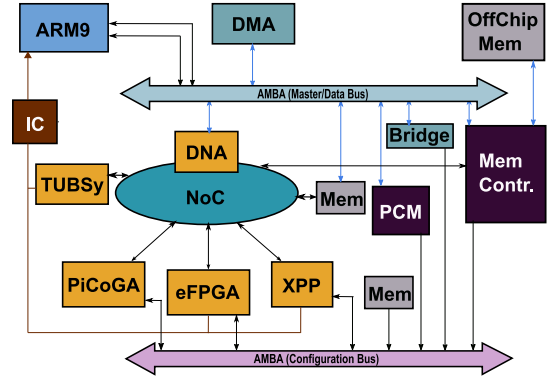 ARM9
DMA
OffChip
Mem
AMBA (Master/Data Bus)
IC
Bridge
DNA
Mem
Contr.
TUBSy
NoC
Mem
PCM
PiCoGA
eFPGA
XPP
Mem
AMBA (Configuration Bus)